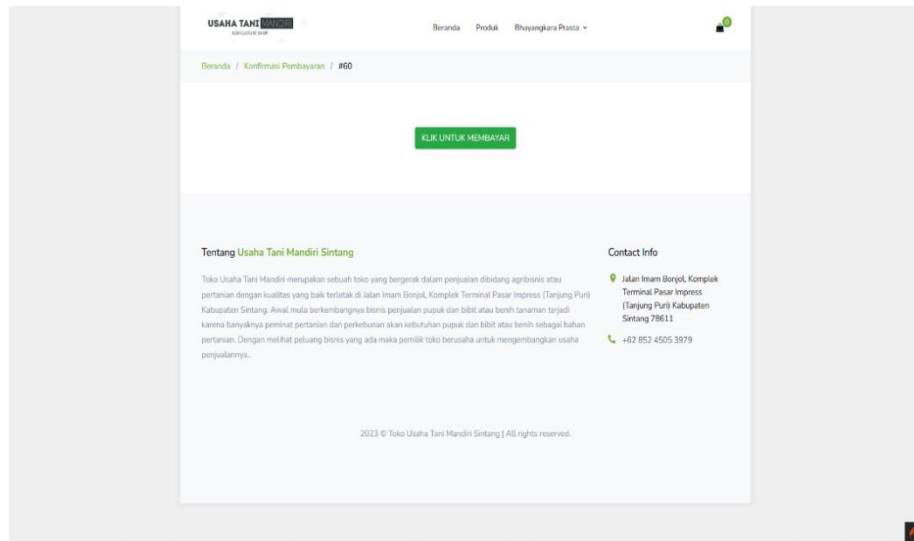 USAHA TANI MANDIRI
AGRICULTURE SHOP
Beranda Produk Bhayangkara Prasta
0
Beranda / Konfirmasi Pembayaran / #60
KLIK UNTUK MEMBAYAR
Tentang Usaha Tani Mandiri Sintang
Toko Usaha Tani Mandiri merupakan sebuah toko yang bergerak dalam penjualan dibidang agribisnis atau
pertanian dengan kualitas yang baik terletak di Jalan Imam Bonjol, Komplek Terminal Pasar Impress (Tanjung Puri)
Kabupaten Sintang. Awal mula berkembangnya bisnis penjualan pupuk dan bibit atau benih tanaman terjadi
karena banyaknya peminat pertanian dan perkebunan akan kebutuhan pupuk dan bibit atau benih sebagai bahan
pertanian. Dengan melihat peluang bisnis yang ada maka pemilik toko berusaha untuk mengembangkan usaha
penjualannya..
Contact Info
Jalan Imam Bonjol, Komplek
Terminal Pasar Impress
(Tanjung Puri) Kabupaten
Sintang 78611
+62 852 4505 3979
2023 © Toko Usaha Tani Mandiri Sintang | All rights reserved.